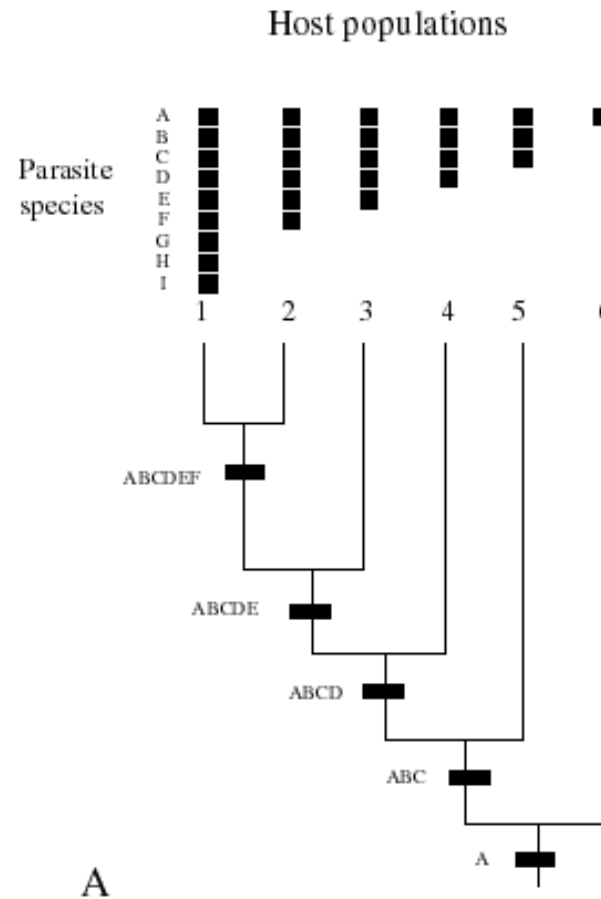 Host populations
Parasite
species
A
B
C
D
E
F
G
H
I
1 2 3 4 5
ABCDEF
ABCDE
ABCD
ABC
A
A